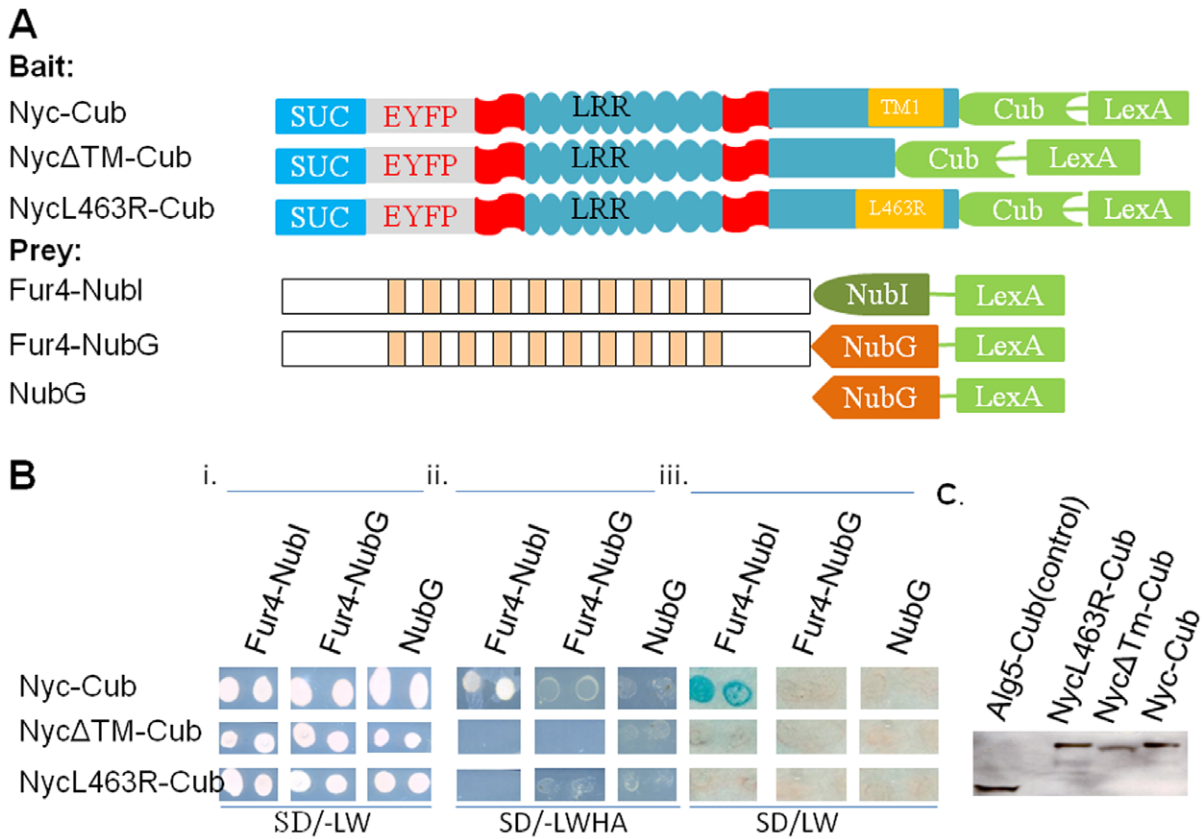 A
Bait:
Nyc-Cub SUC EYFP LRR TM1 Cub LexA
NycΔTM-Cub SUC EYFP LRR Cub LexA
NycL463R-Cub SUC EYFP LRR L463R Cub LexA
Prey:
Fur4-NubI NubI LexA
Fur4-NubG NubG LexA
NubG NubG LexA
B i. ii. iii. C.
Fur4-NubI Fur4-NubG NubG Fur4-NubI Fur4-NubG NubG Fur4-NubI Fur4-NubG NubG
Alg5-Cub(control) NycL463R-Cub NycΔTm-Cub Nyc-Cub
Nyc-Cub
NycΔTM-Cub
NycL463R-Cub
SD/-LW SD/-LWHA SD/LW